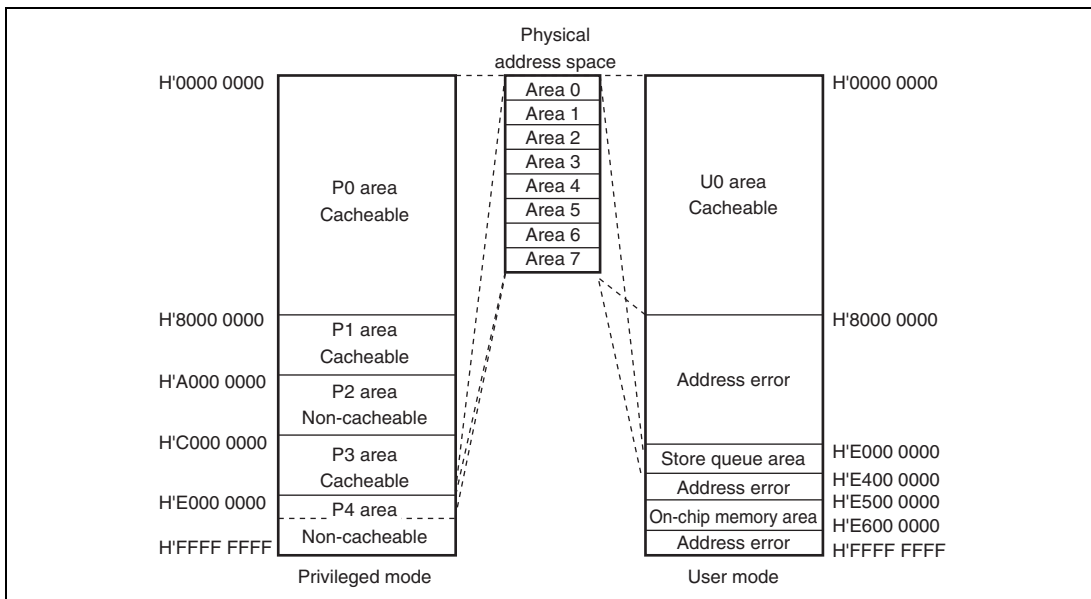 Physical
address space
H'0000 0000
P0 area
Cacheable
H'8000 0000
P1 area
Cacheable
H'A000 0000
P2 area
Non-cacheable
H'C000 0000
P3 area
Cacheable
H'E000 0000
P4 area
Non-cacheable
H'FFFF FFFF
Privileged mode
Area 0
Area 1
Area 2
Area 3
Area 4
Area 5
Area 6
Area 7
H'0000 0000
U0 area
Cacheable
H'8000 0000
Address error
H'E000 0000
Store queue area
H'E400 0000
Address error
H'E500 0000
On-chip memory area
H'E600 0000
Address error
H'FFFF FFFF
User mode